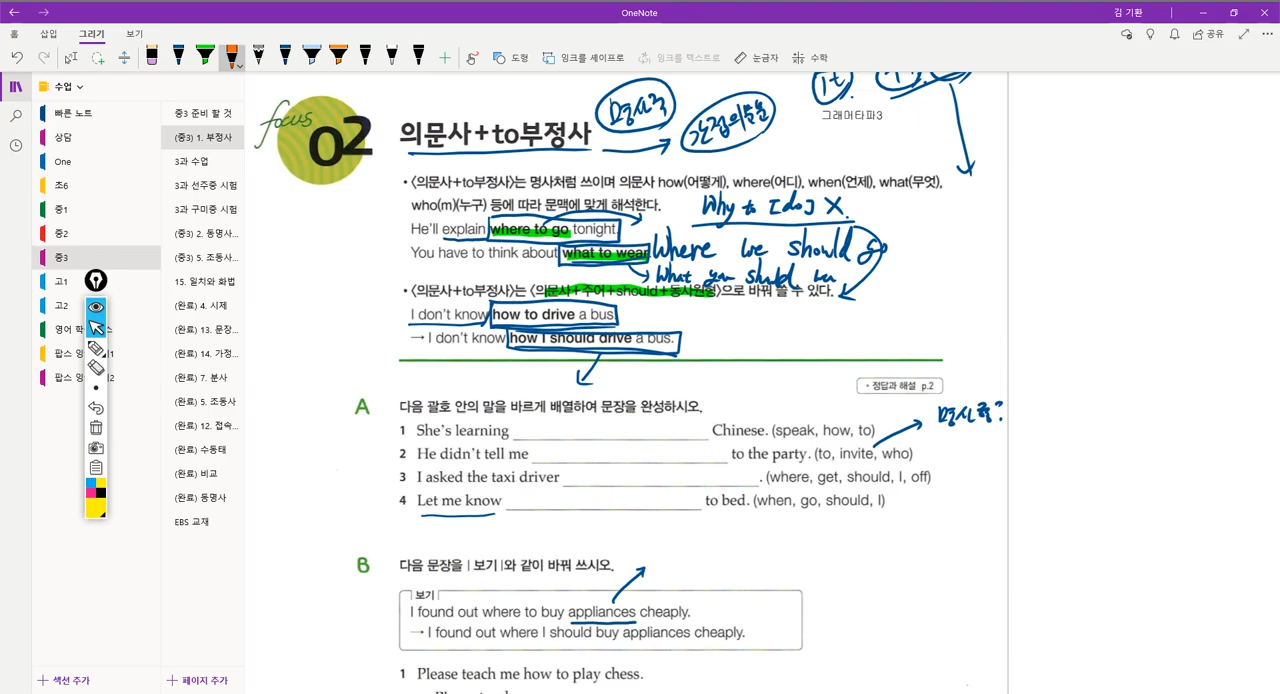 OneNote
김 기환
홈 삽입 그리기 보기
공유
도형 잉크를 셰이프로 잉크를 텍스트로 눈금자 수학
수업
빠른 노트
상담
One
초6
중1
중2
중3
고1
고2
영어 학
팝스 영
팝스 영
중3 준비 할 것
(중3) 1. 부정사
3과 수업
3과 선주중 시험
3과 구미중 시험
(중3) 2. 동명사...
(중3) 5. 조동사...
15. 일치와 화법
(완료) 4. 시제
(완료) 13. 문장...
(완료) 14. 가정...
(완료) 7. 분사
(완료) 5. 조동사
(완료) 12. 접속...
(완료) 수동태
(완료) 비교
(완료) 동명사
EBS 교재
섹션 추가
페이지 추가
it.
그래머타파3
focus 02
의문사+to부정사
명사구
간접의문문
• 〈의문사+to부정사〉는 명사처럼 쓰이며 의문사 how(어떻게), where(어디), when(언제), what(무엇),
who(m)(누구) 등에 따라 문맥에 맞게 해석한다.
Why to [do] X.
He'll explain where to go tonight.
You have to think about what to wear.
Where we should go
What you should
• 〈의문사+to부정사〉는 〈의문사+주어+should+동사원형〉으로 바꿔 쓸 수 있다.
I don't know how to drive a bus.
→ I don't know how I should drive a bus.
• 정답과 해설 p.2
A 다음 괄호 안의 말을 바르게 배열하여 문장을 완성하시오.
1 She's learning Chinese. (speak, how, to)
명사
2 He didn't tell me to the party. (to, invite, who)
3 I asked the taxi driver . (where, get, should, I, off)
4 Let me know to bed. (when, go, should, I)
B 다음 문장을 | 보기 |와 같이 바꿔 쓰시오.
보기
I found out where to buy appliances cheaply.
→ I found out where I should buy appliances cheaply.
1 Please teach me how to play chess.